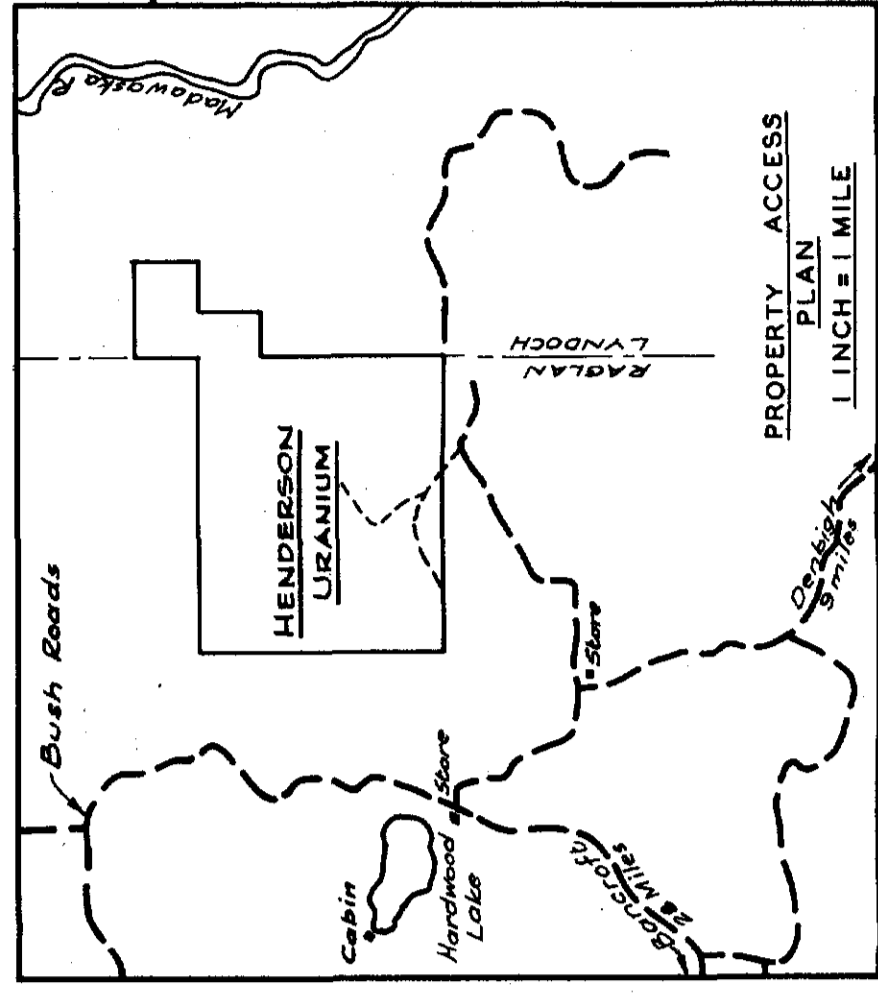 Madawaska R
Bush Roads
HENDERSON
URANIUM
LYNDOCH
RAGLAN
Cabin
Hardwood
Lake
Store
Store
Bancroft
28 Miles
Denbigh
9 miles
PROPERTY ACCESS
PLAN
1 INCH = 1 MILE